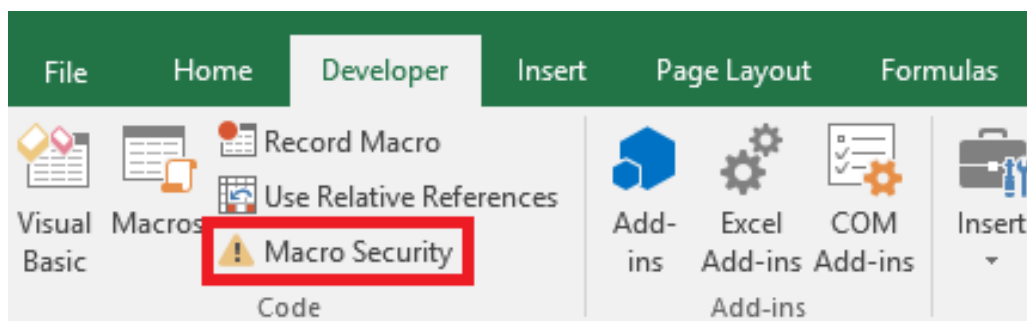 File Home Developer Insert Page Layout Formulas
Record Macro
Use Relative References
Macro Security
Visual Basic
Macros
Code
Add-ins
Excel Add-ins
COM Add-ins
Add-ins
Insert